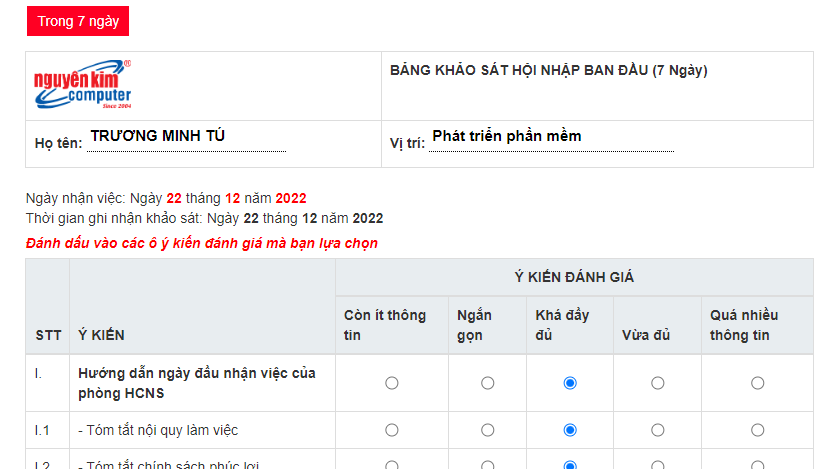 Trong 7 ngày
nguyên kim®
computer
Since 2004
BẢNG KHẢO SÁT HỘI NHẬP BAN ĐẦU (7 Ngày)
Họ tên: TRƯƠNG MINH TÚ
Vị trí: Phát triển phần mềm
Ngày nhận việc: Ngày 22 tháng 12 năm 2022
Thời gian ghi nhận khảo sát: Ngày 22 tháng 12 năm 2022
Đánh dấu vào các ô ý kiến đánh giá mà bạn lựa chọn
STT
Ý KIẾN
Ý KIẾN ĐÁNH GIÁ
Còn ít thông
tin
Ngắn
gọn
Khá đầy
đủ
Vừa đủ
Quá nhiều
thông tin
I.
Hướng dẫn ngày đầu nhận việc của
phòng HCNS
I.1
- Tóm tắt nội quy làm việc
I.2
- Tóm tắt chính sách phúc lợi